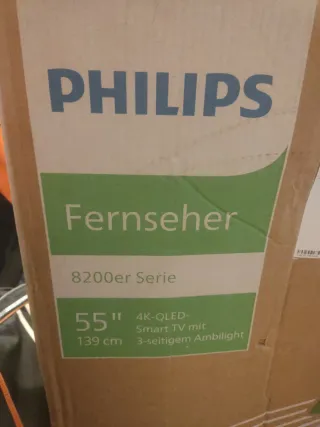 PHILIPS
Fernseher
8200er Serie
55"
139 cm
4K-QLED-
Smart TV mit
3-seitigem Ambilight